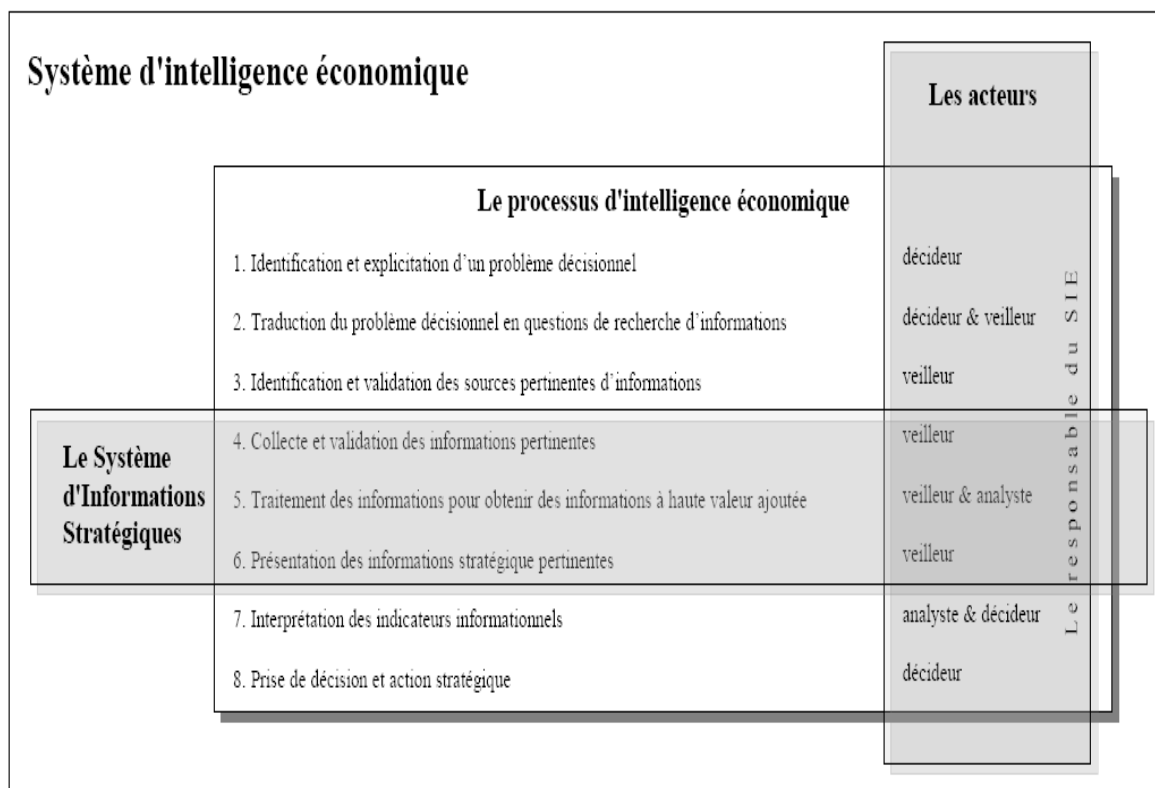 Système d'intelligence économique
Les acteurs
Le processus d'intelligence économique
1. Identification et explicitation d’un problème décisionnel
décideur
2. Traduction du problème décisionnel en questions de recherche d’informations
décideur & veilleur
3. Identification et validation des sources pertinentes d’informations
veilleur
Le Système
d'Informations
Stratégiques
4. Collecte et validation des informations pertinentes
veilleur
5. Traitement des informations pour obtenir des informations à haute valeur ajoutée
veilleur & analyste
6. Présentation des informations stratégique pertinentes
veilleur
7. Interprétation des indicateurs informationnels
analyste & décideur
8. Prise de décision et action stratégique
décideur
Le responsable du SIE